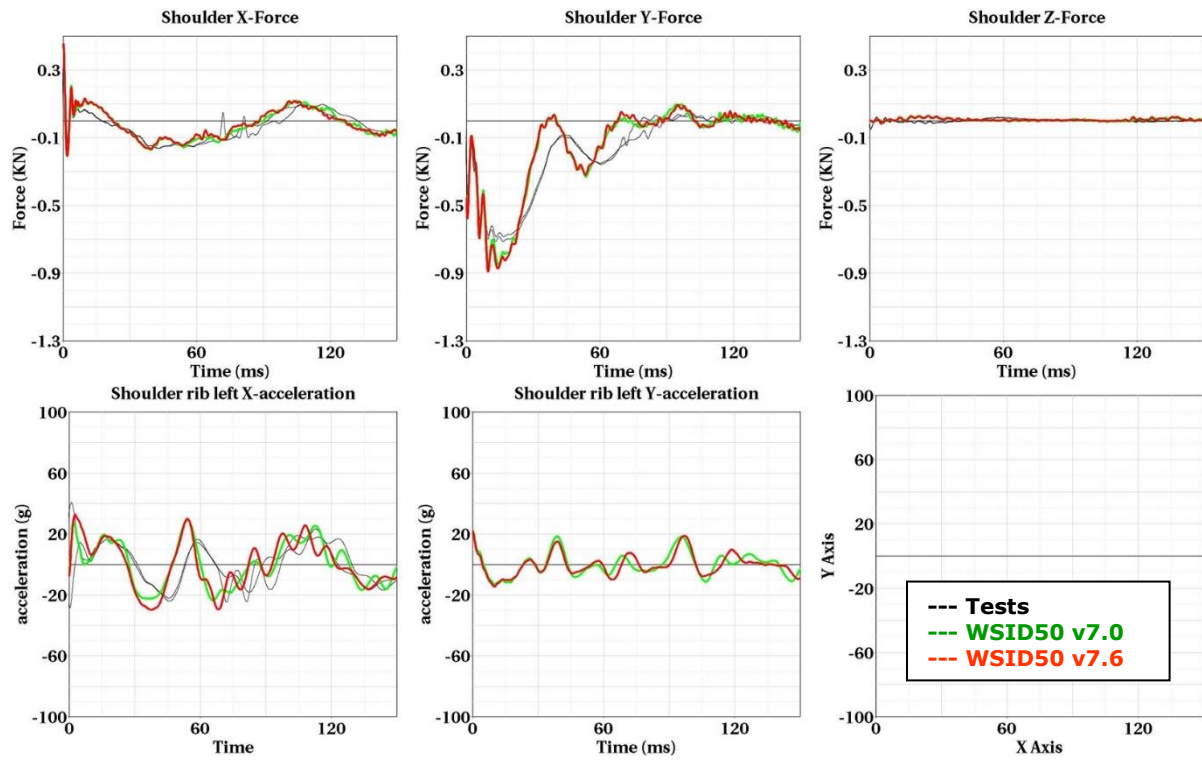 Shoulder X-Force
Shoulder Y-Force
Shoulder Z-Force
Force (KN)
0.3
-0.1
-0.5
-0.9
-1.3
0
60
120
Time (ms)
Force (KN)
0.3
-0.1
-0.5
-0.9
-1.3
0
60
120
Time (ms)
Force (KN)
0.3
-0.1
-0.5
-0.9
-1.3
0
60
120
Time (ms)
Shoulder rib left X-acceleration
Shoulder rib left Y-acceleration
acceleration (g)
100
60
20
-20
-60
-100
0
60
120
Time
acceleration (g)
100
60
20
-20
-60
-100
0
60
120
Time (ms)
Y Axis
100
60
20
-20
-60
-100
0
60
120
X Axis
--- Tests
--- WSID50 v7.0
--- WSID50 v7.6